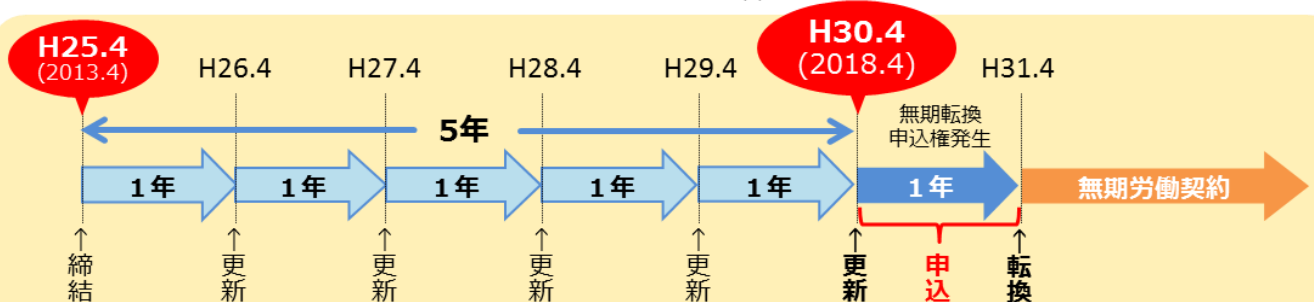 H25.4
(2013.4)
H26.4
H27.4
H28.4
H29.4
H30.4
(2018.4)
H31.4
5年
無期転換
申込権発生
1年
1年
1年
1年
1年
1年
無期労働契約
↑締結
↑更新
↑更新
↑更新
↑更新
↑更新
申込
↑転換